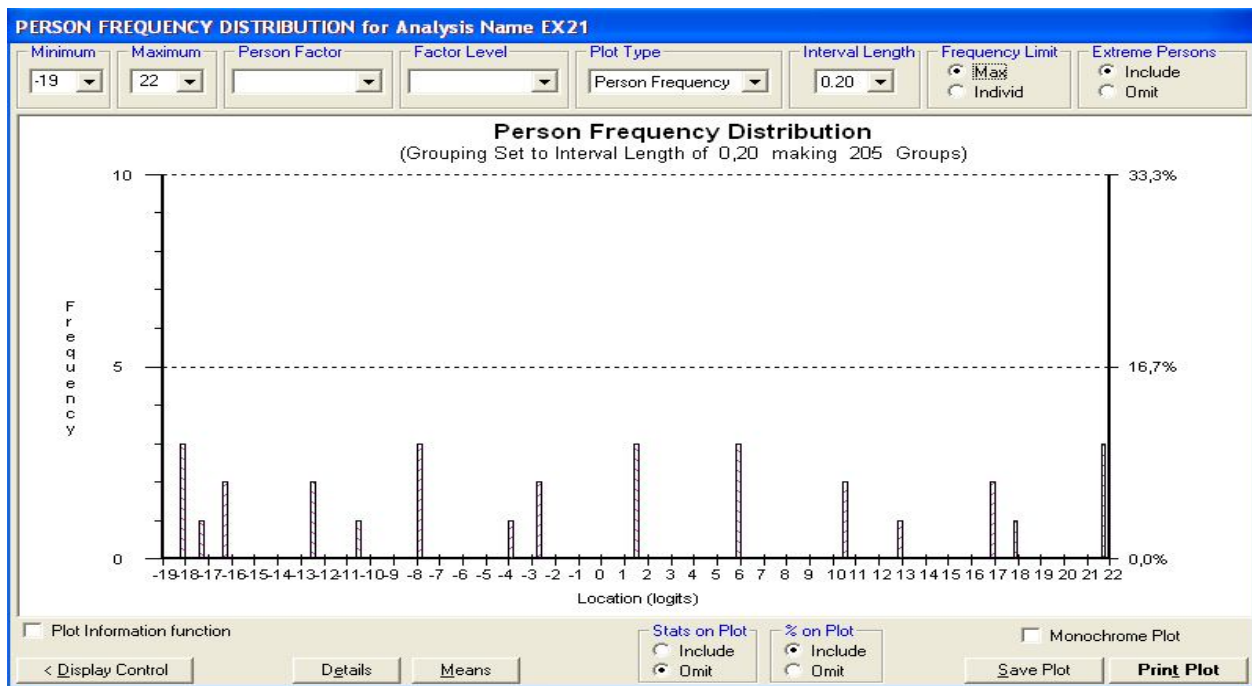 PERSON FREQUENCY DISTRIBUTION for Analysis Name EX21
Minimum Maximum Person Factor Factor Level Plot Type Interval Length Frequency Limit Extreme Persons
-19 22 Person Frequency 0.20 Max Include
Individ Omit
Person Frequency Distribution
(Grouping Set to Interval Length of 0,20 making 205 Groups)
10 33,3%
Frequency
5 16,7%
0 0,0%
-19 -18 -17 -16 -15 -14 -13 -12 -11 -10 -9 -8 -7 -6 -5 -4 -3 -2 -1 0 1 2 3 4 5 6 7 8 9 10 11 12 13 14 15 16 17 18 19 20 21 22
Location (logits)
Plot Information function Stats on Plot % on Plot Monochrome Plot
Include Include
< Display Control Details Means Omit Omit Save Plot Print Plot